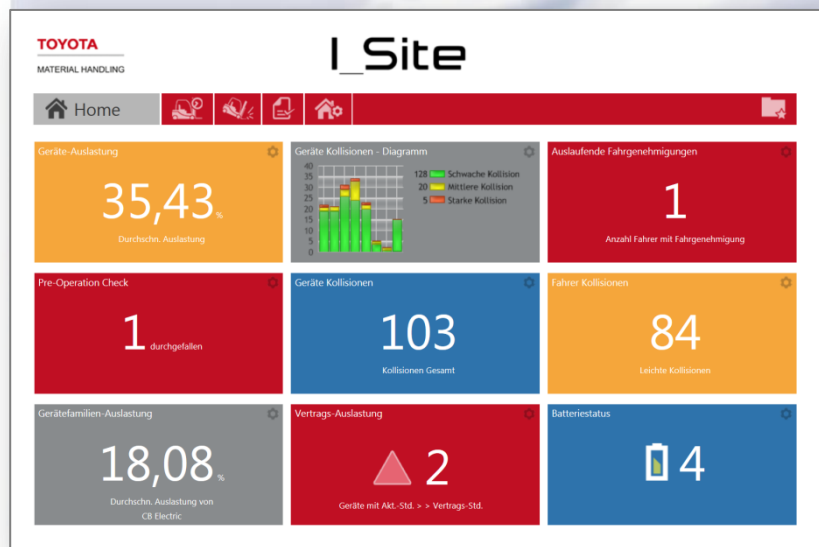 TOYOTA
MATERIAL HANDLING
I_Site
Home
Geräte-Auslastung
35,43 %
Durchschn. Auslastung
Geräte Kollisionen - Diagramm
40
35
30
25
20
15
10
5
0
128 Schwache Kollision
20 Mittlere Kollision
5 Starke Kollision
Auslaufende Fahrgenehmigungen
1
Anzahl Fahrer mit Fahrgenehmigung
Pre-Operation Check
1 durchgefallen
Geräte Kollisionen
103
Kollisionen Gesamt
Fahrer Kollisionen
84
Leichte Kollisionen
Gerätefamilien-Auslastung
18,08 %
Durchschn. Auslastung von
CB Electric
Vertrags-Auslastung
2
Geräte mit Akt.-Std. > > Vertrags-Std.
Batteriestatus
4